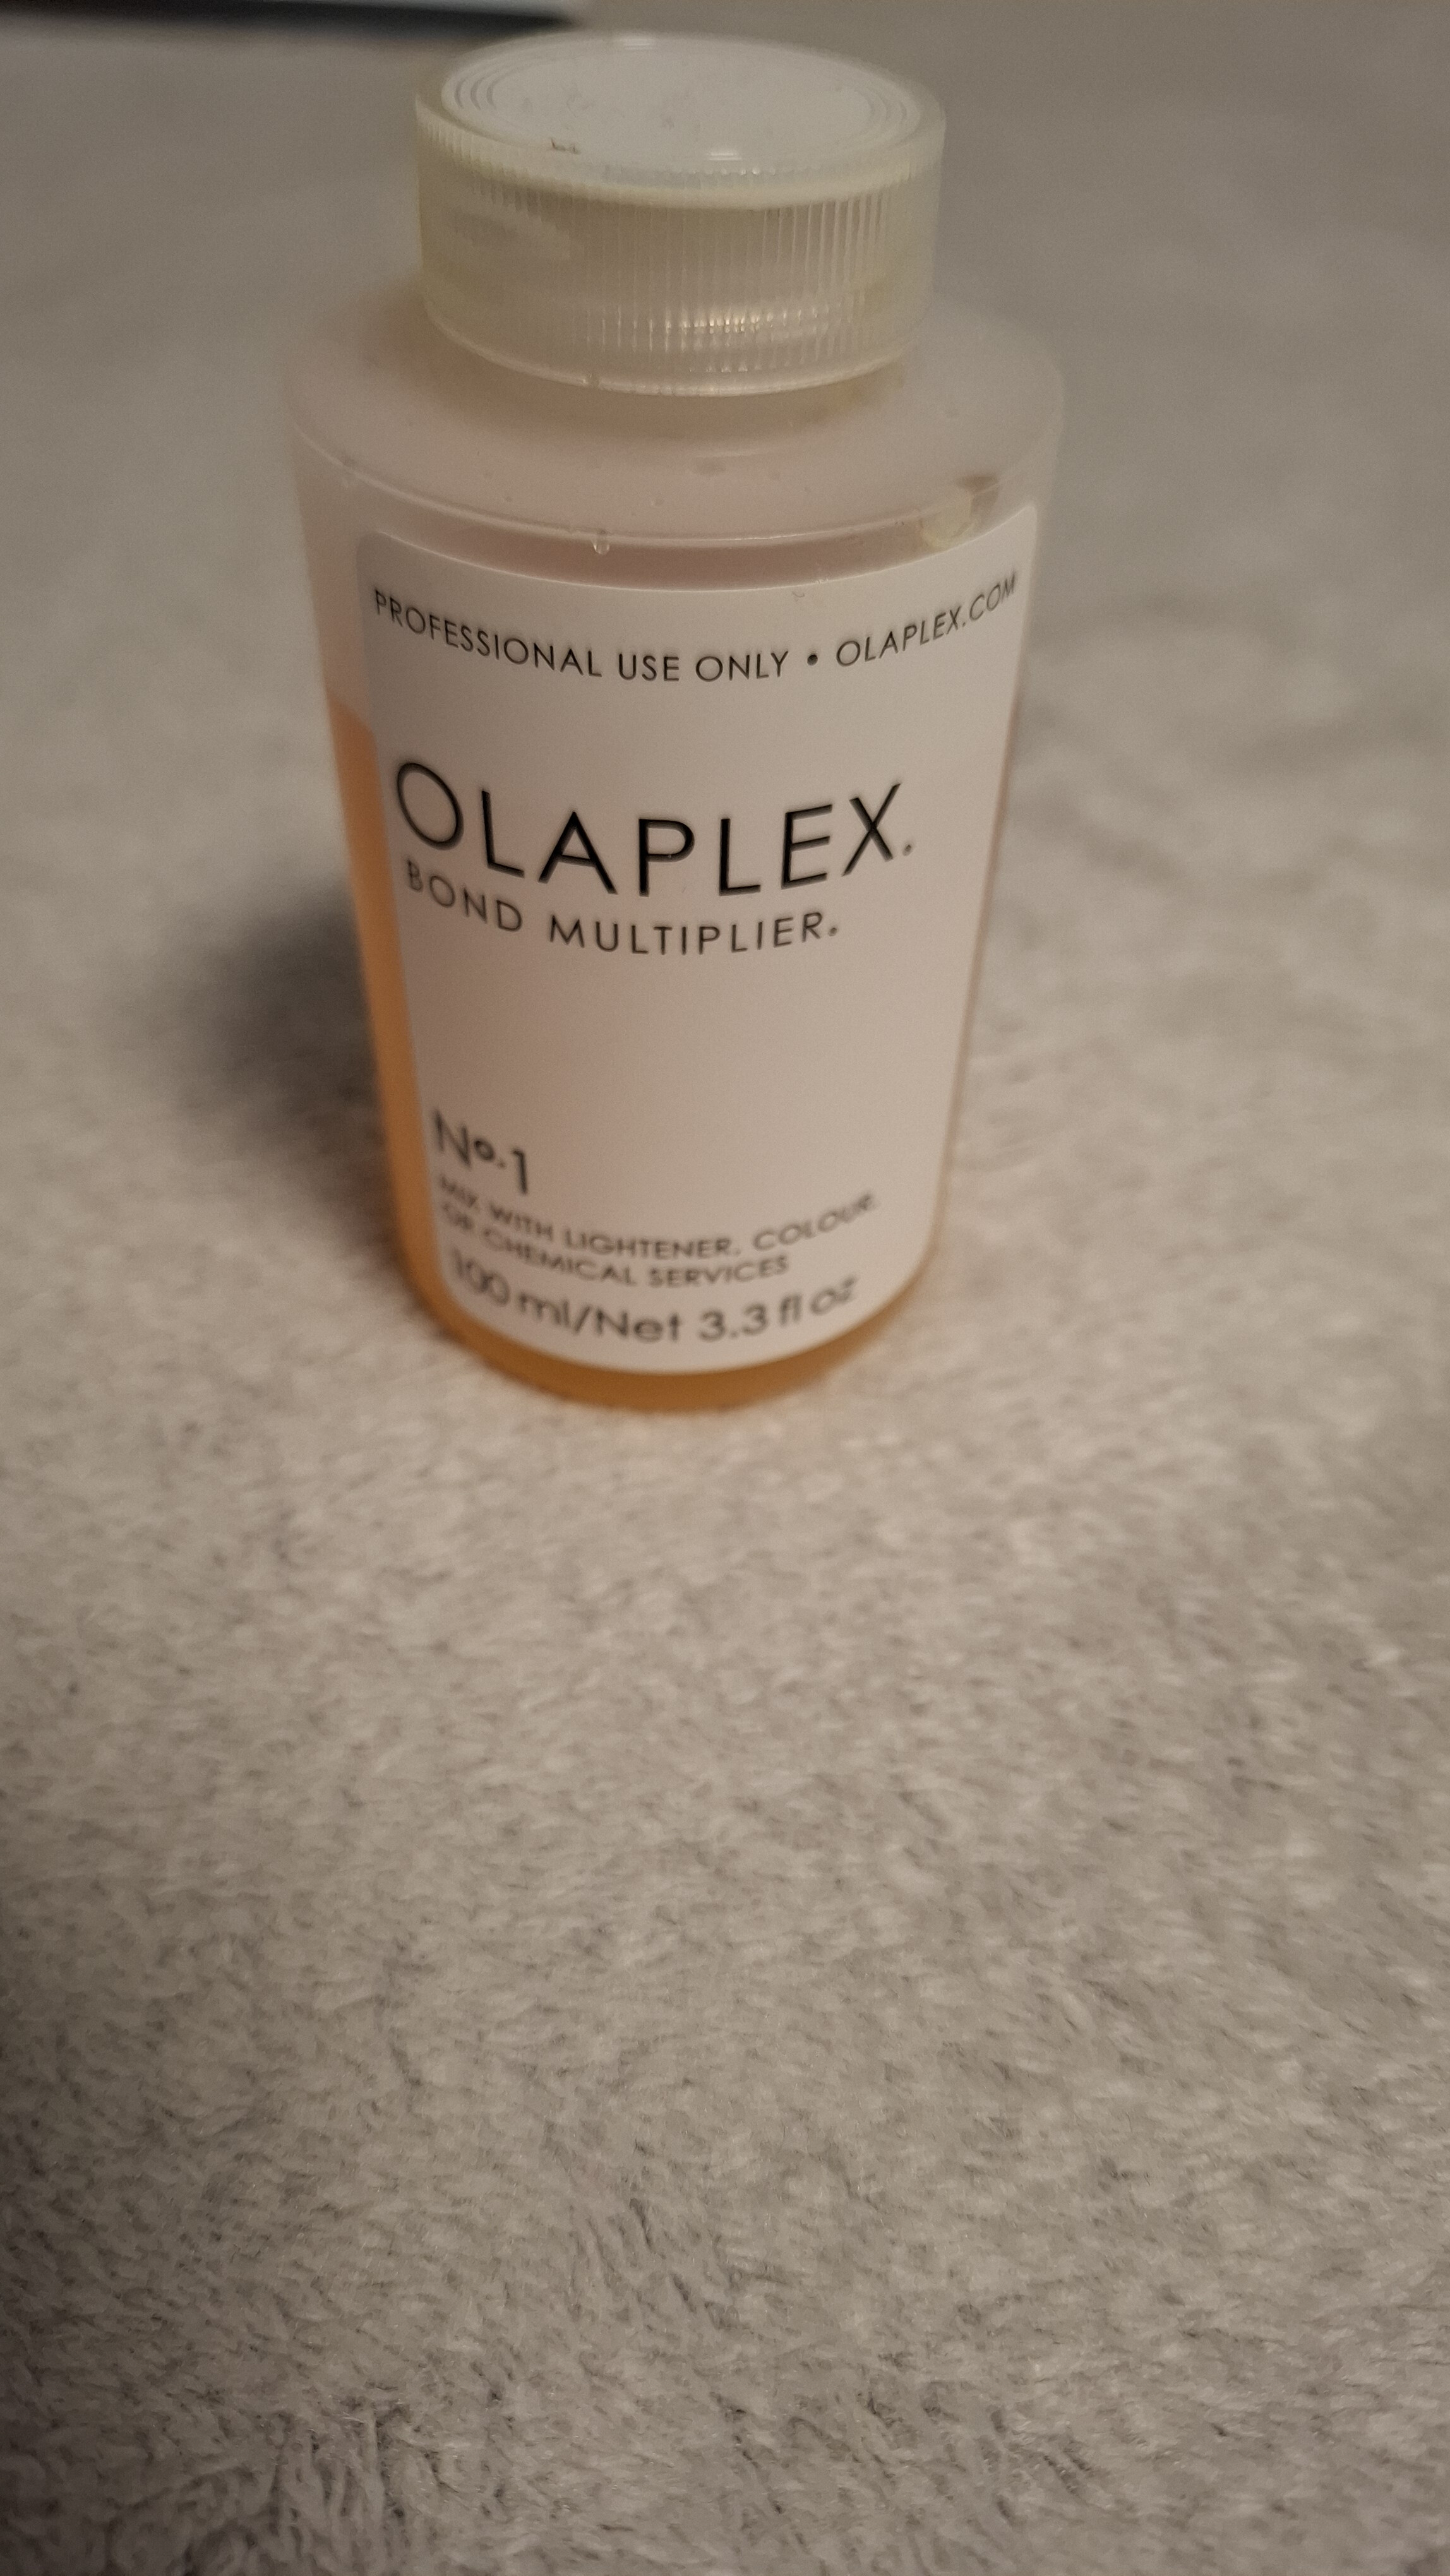 PROFESSIONAL USE ONLY • OLAPLEX.COM
OLAPLEX.
BOND MULTIPLIER.
Nº.1
MIX WITH LIGHTENER, COLOUR
OR CHEMICAL SERVICES
100 ml/Net 3.3 fl oz